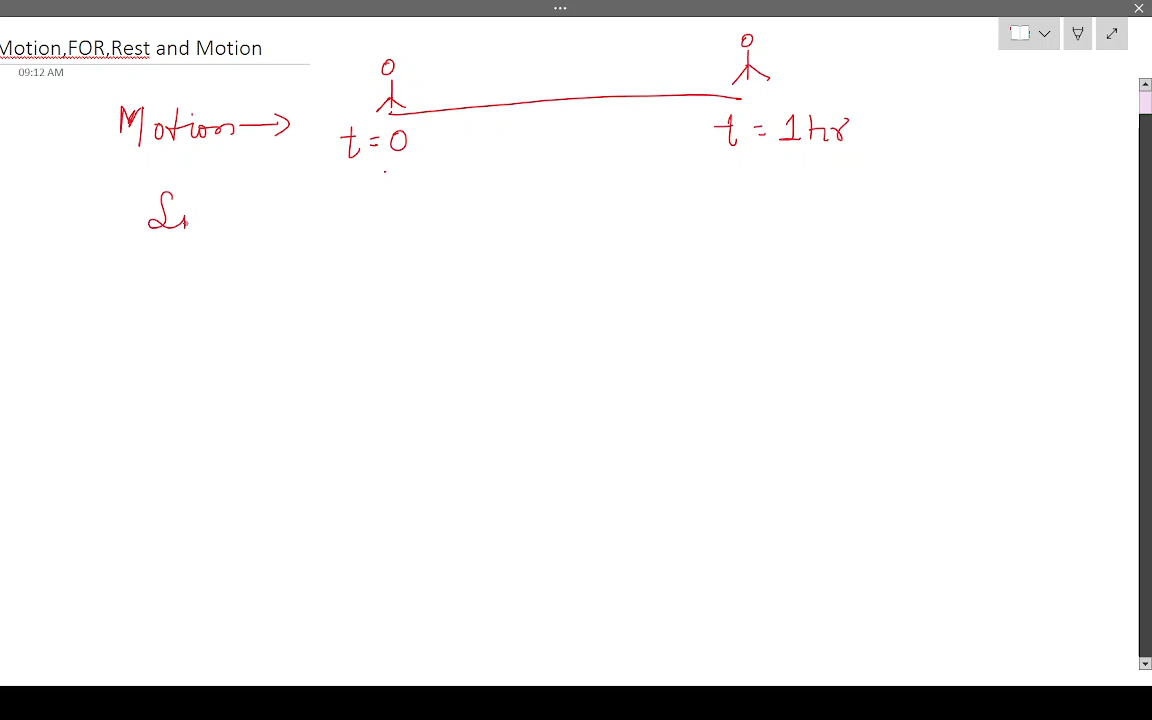 Motion,FOR,Rest and Motion
09:12 AM
Motion → t = 0 t = 1 hr